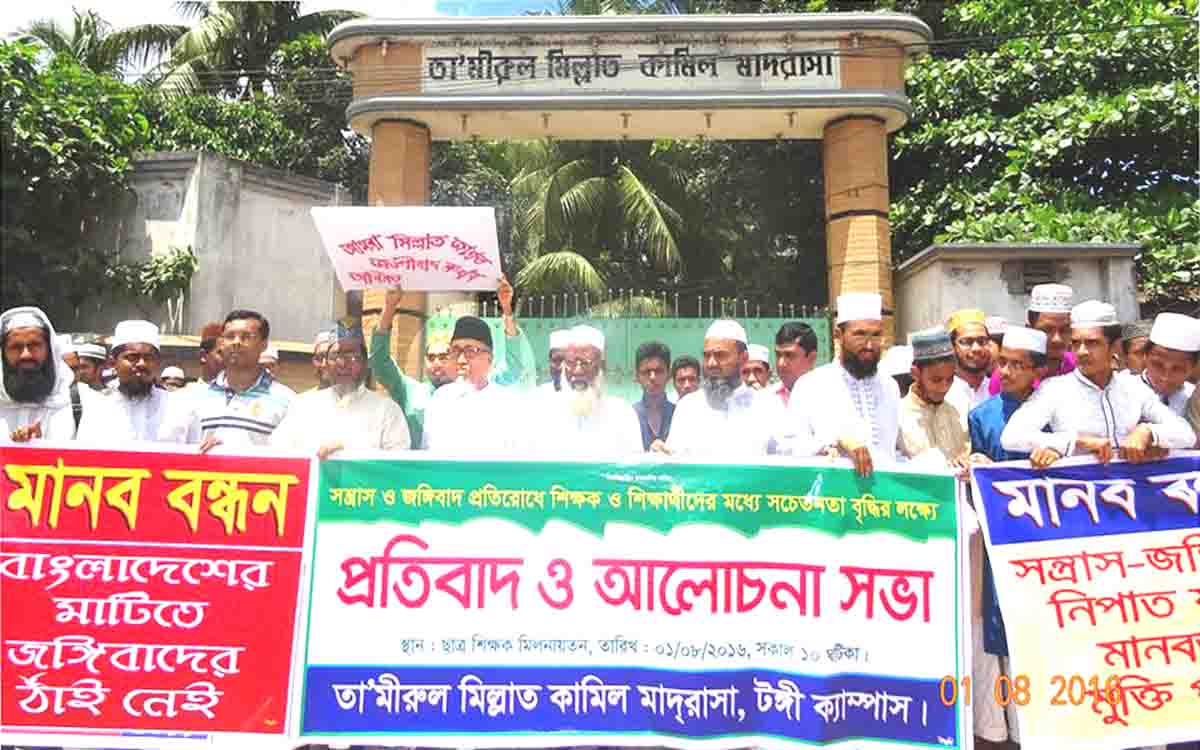 তা'মীরুল মিল্লাত কামিল মাদরাসা
মিল্লাত
মানব বন্ধন
বাংলাদেশের
মাটিতে
জঙ্গিবাদের
ঠাঁই নেই
সন্ত্রাস ও জঙ্গিবাদ প্রতিরোধে শিক্ষক ও শিক্ষার্থীদের মধ্যে সচেতনতা বৃদ্ধির লক্ষ্যে
প্রতিবাদ ও আলোচনা সভা
স্থান : ছাত্র শিক্ষক মিলনায়তন, তারিখ : ০১/০৮/২০১৬, সকাল ১০ ঘটিকা।
তা'মীরুল মিল্লাত কামিল মাদ্‌রাসা, টঙ্গী ক্যাম্পাস।
মানব
সন্ত্রাস-
নিপাত
মুক্তি
01 08 2016